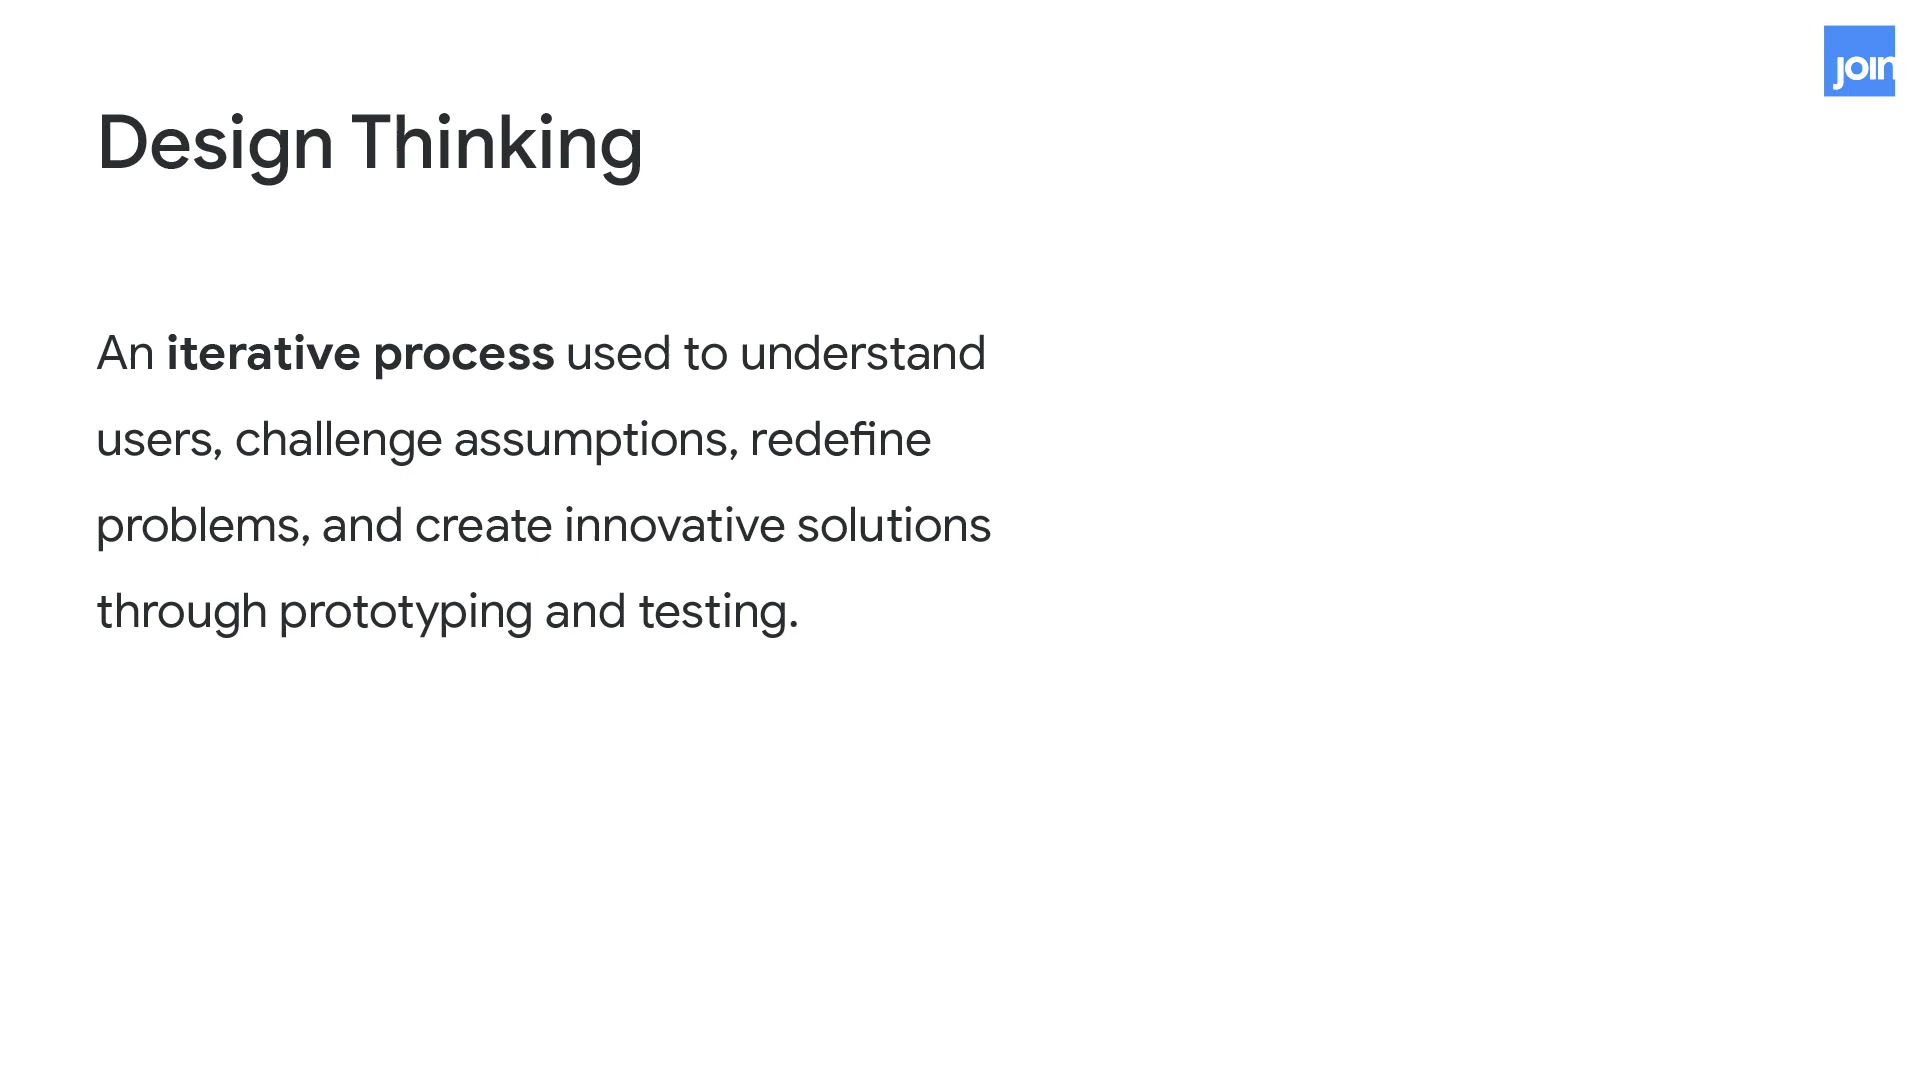 join
Design Thinking
An iterative process used to understand
users, challenge assumptions, redefine
problems, and create innovative solutions
through prototyping and testing.